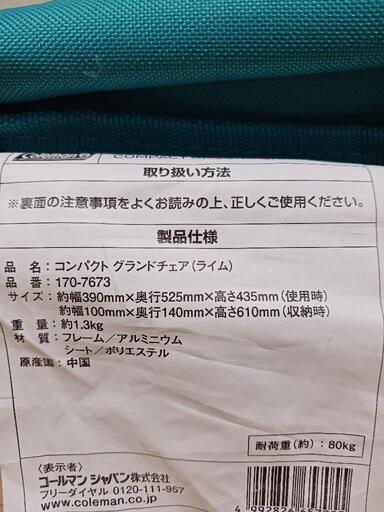 Coleman
取り扱い方法
※裏面の注意事項をよくお読みの上、正しくご使用ください。
製品仕様
品名：コンパクト グランドチェア（ライム）
品番：170-7673
サイズ：約幅390mm×奥行525mm×高さ435mm（使用時）
約幅100mm×奥行140mm×高さ610mm（収納時）
重量：約1.3kg
材質：フレーム／アルミニウム
シート／ポリエステル
原産国：中国
耐荷重（約）：80kg
〈表示者〉
コールマン ジャパン株式会社
フリーダイヤル 0120-111-957
www.coleman.co.jp